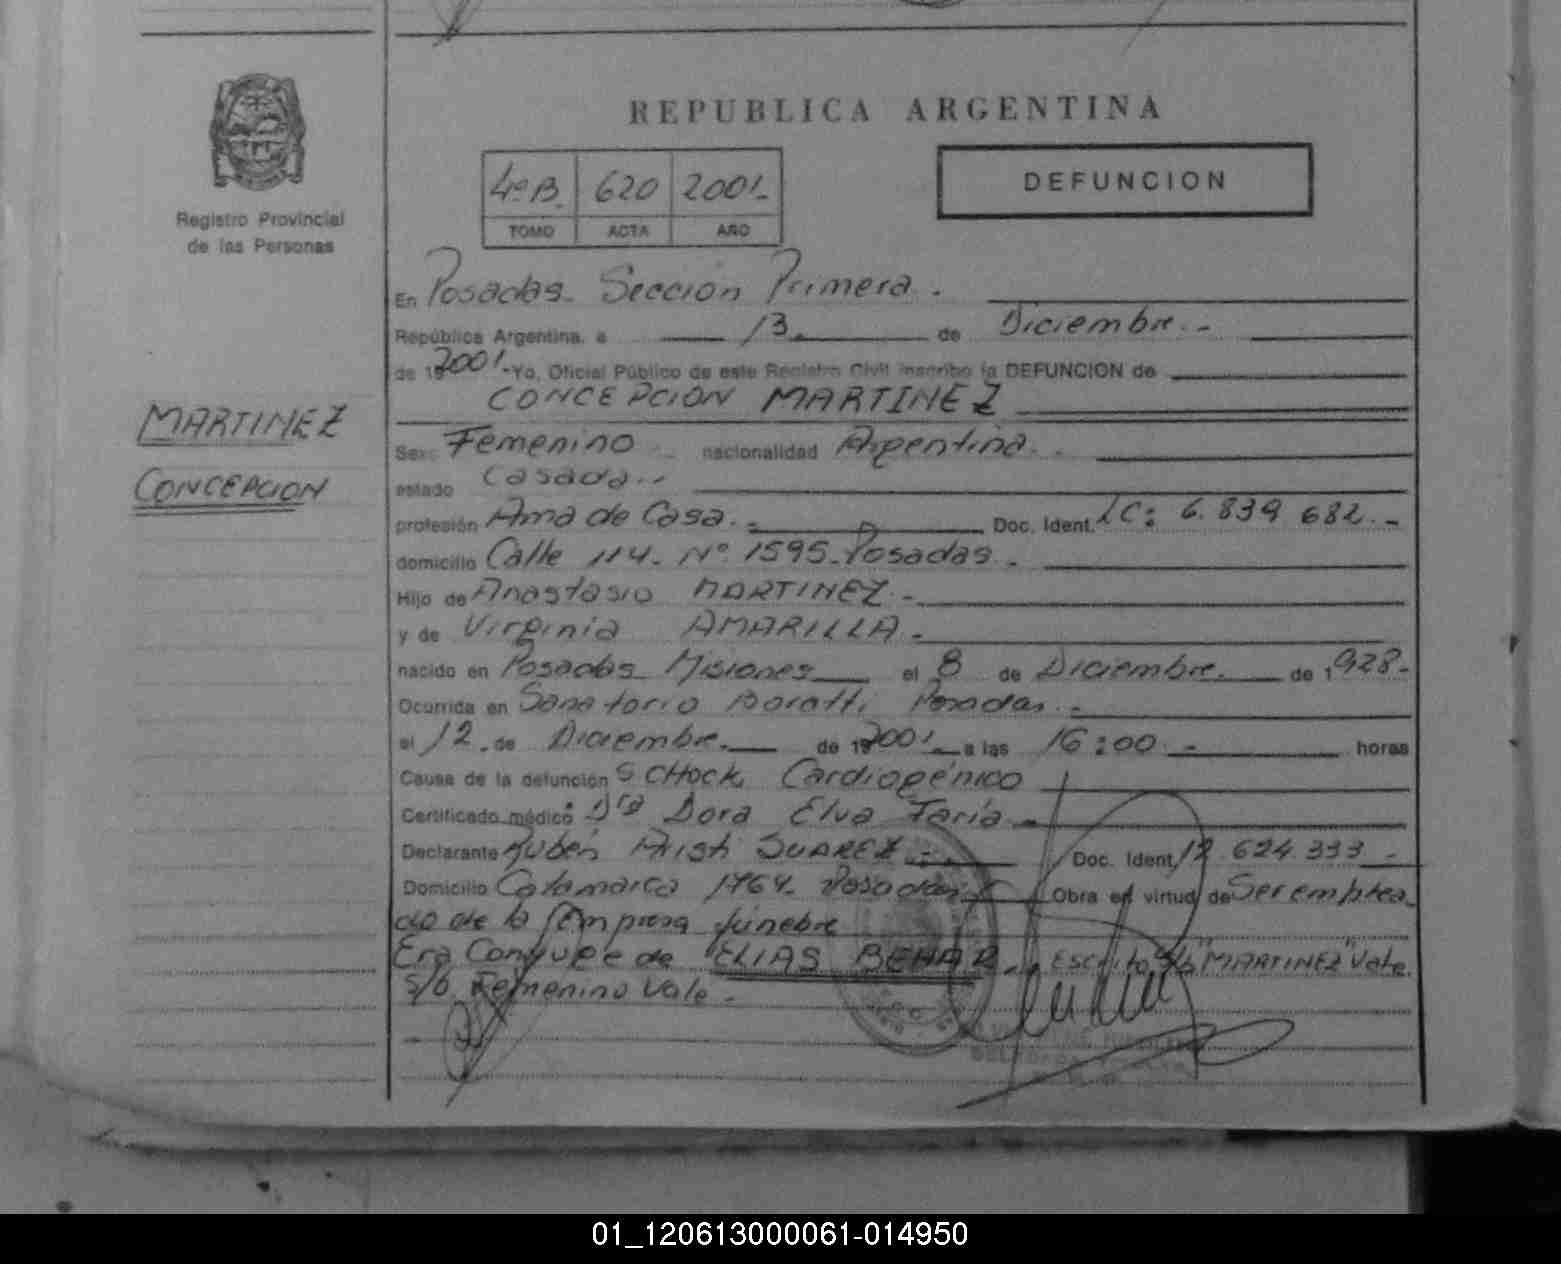 REPUBLICA ARGENTINA
4º B. 620 2001.-
TOMO ACTA AÑO
DEFUNCION
Registro Provincial
de las Personas
MARTINEZ
CONCEPCION
En Posadas. Sección Primera.
República Argentina, a 13 de Diciembre.-
de 19 2001.- Yo, Oficial Público de este Registro Civil inscribo la DEFUNCION de
CONCEPCION MARTINEZ
Sexo Femenino nacionalidad Argentina.
estado Casada.-
profesión Ama de Casa.- Doc. Ident. LC: 6.839 682.-
domicilio Calle 114. Nº 1595. Posadas.
Hijo de Anastasio MARTINEZ.-
y de Virginia AMARILLA.
nacido en Posadas Misiones el 8 de Diciembre. de 1928-
Ocurrida en Sanatorio Boratti Posadas.-
el 12. de Diciembre. de 19 2001. a las 16:00.- horas
Causa de la defunción SCHock Cardiogénico
Certificado médico: Dra Dora Elva Faria.-
Declarante Rubén Aristi SUAREZ.- Doc. Ident. 12.624.333.-
Domicilio Catamarca 1764. Posadas Obra en virtud de Ser emplea
do de la Empresa fúnebre
Era Conyuge de ELIAS BEHAR.- Escrito S/b "MARTINEZ" Vale.
S/b Femenino Vale.-
01_120613000061-014950